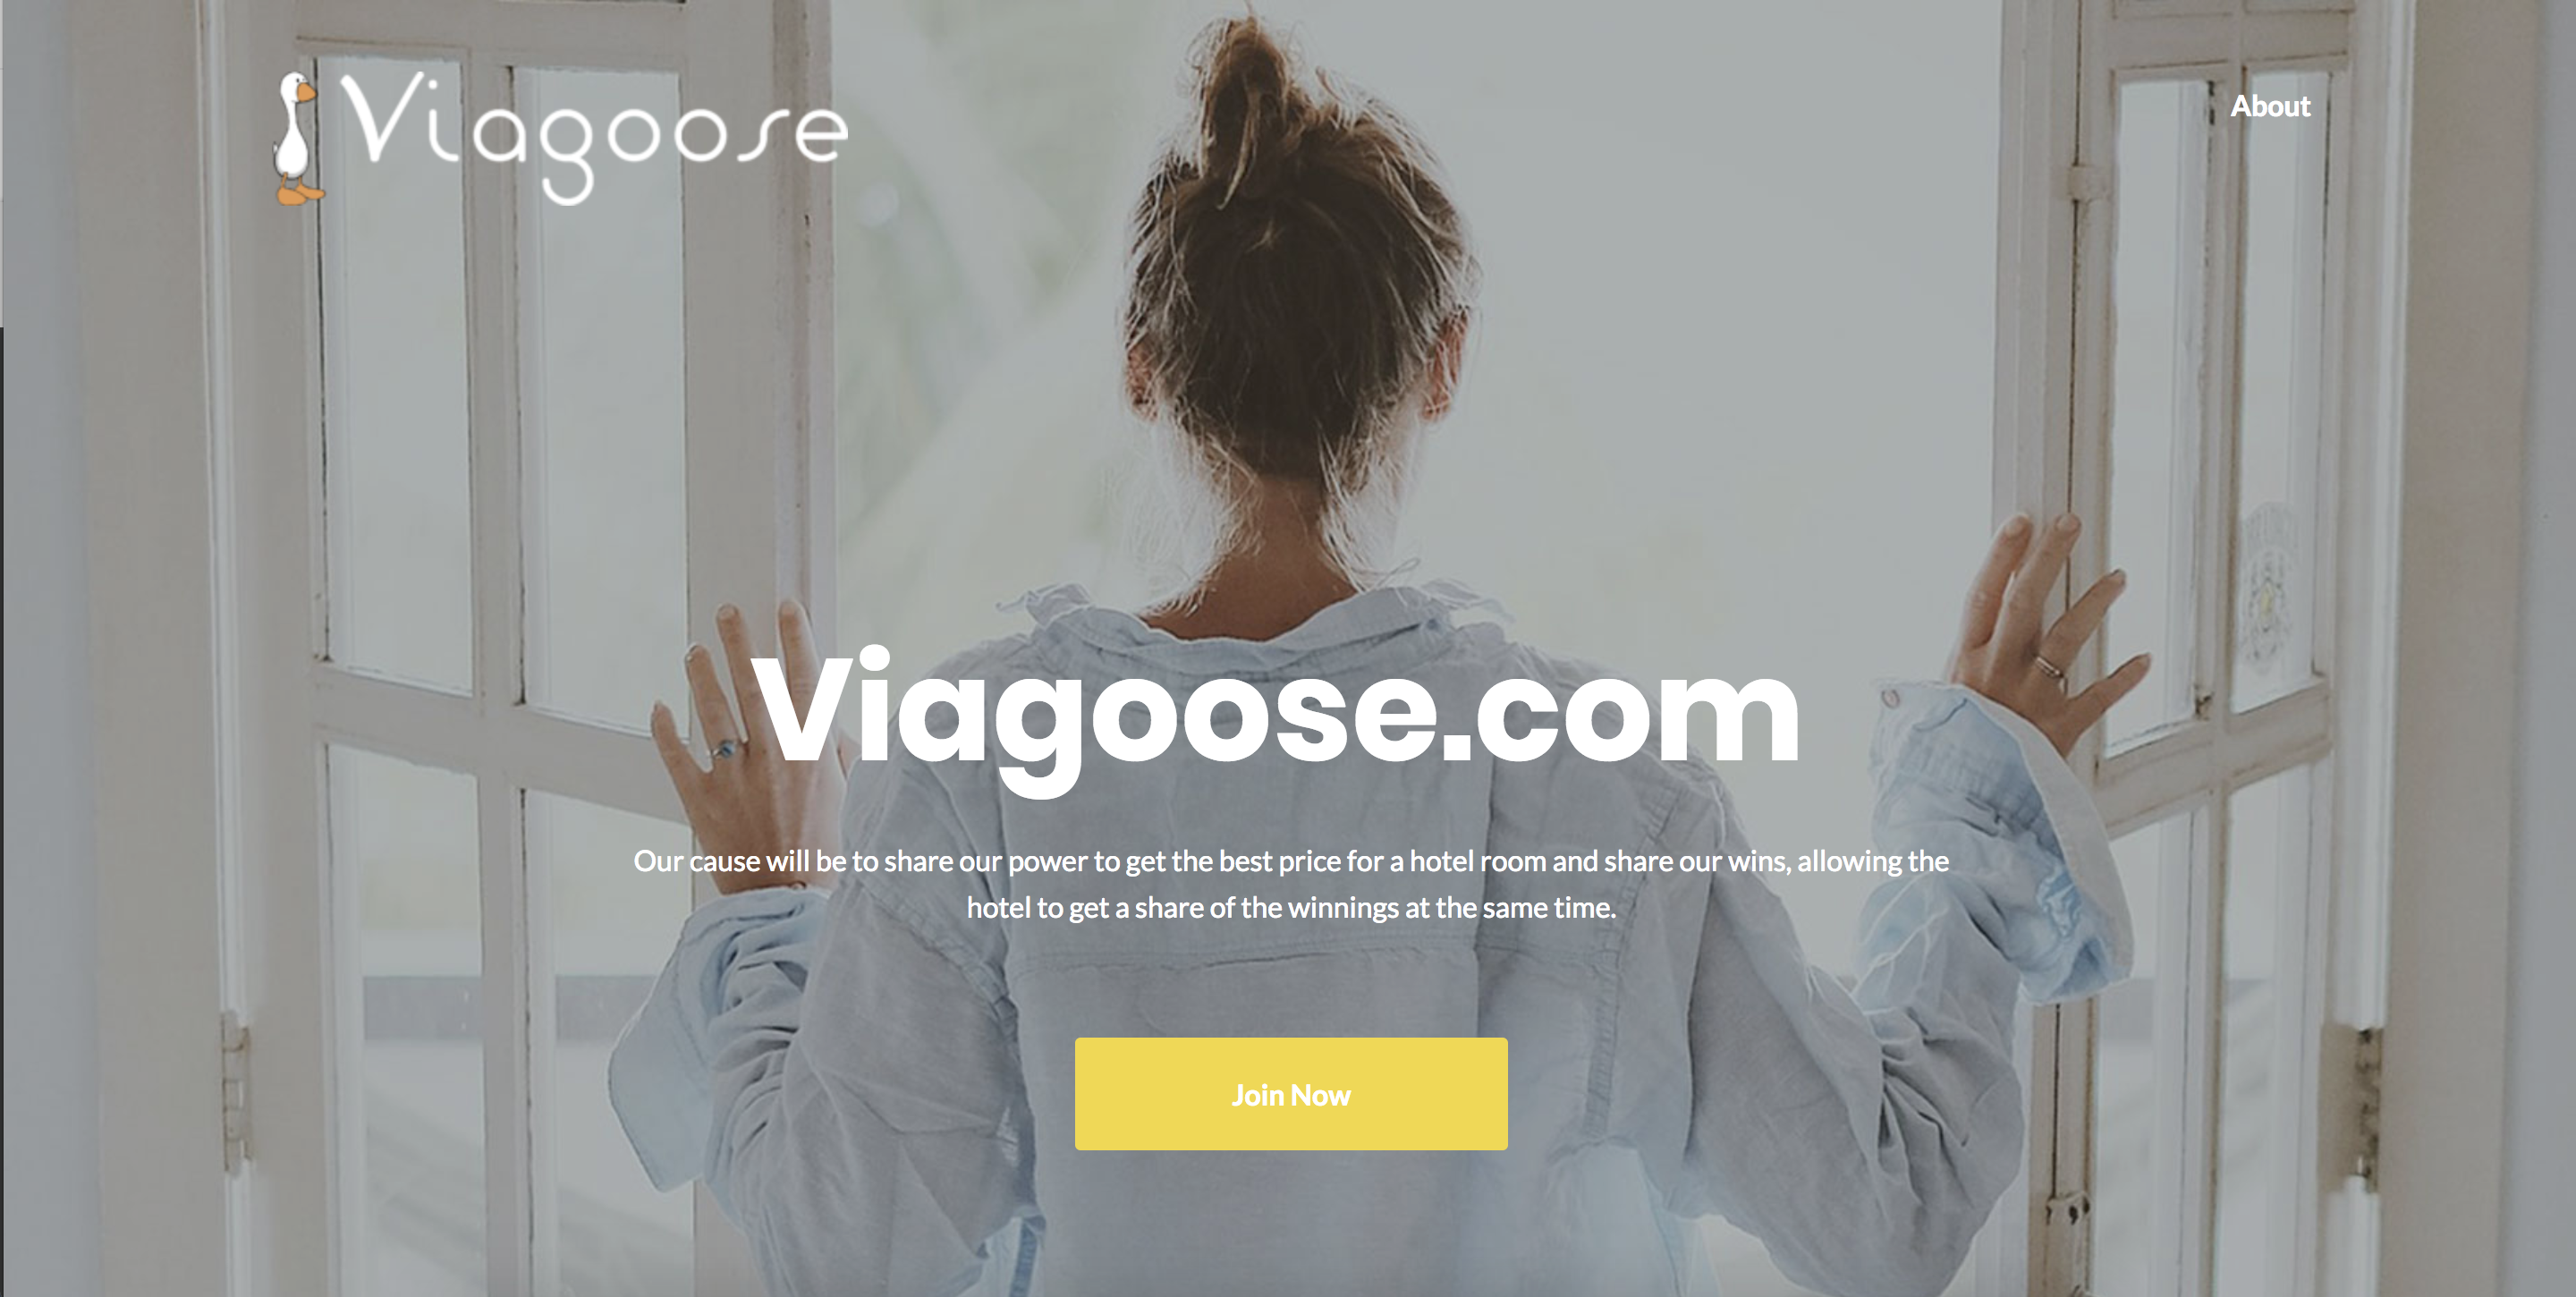 Viagoose
About
Viagoose.com
Our cause will be to share our power to get the best price for a hotel room and share our wins, allowing the
hotel to get a share of the winnings at the same time.
Join Now